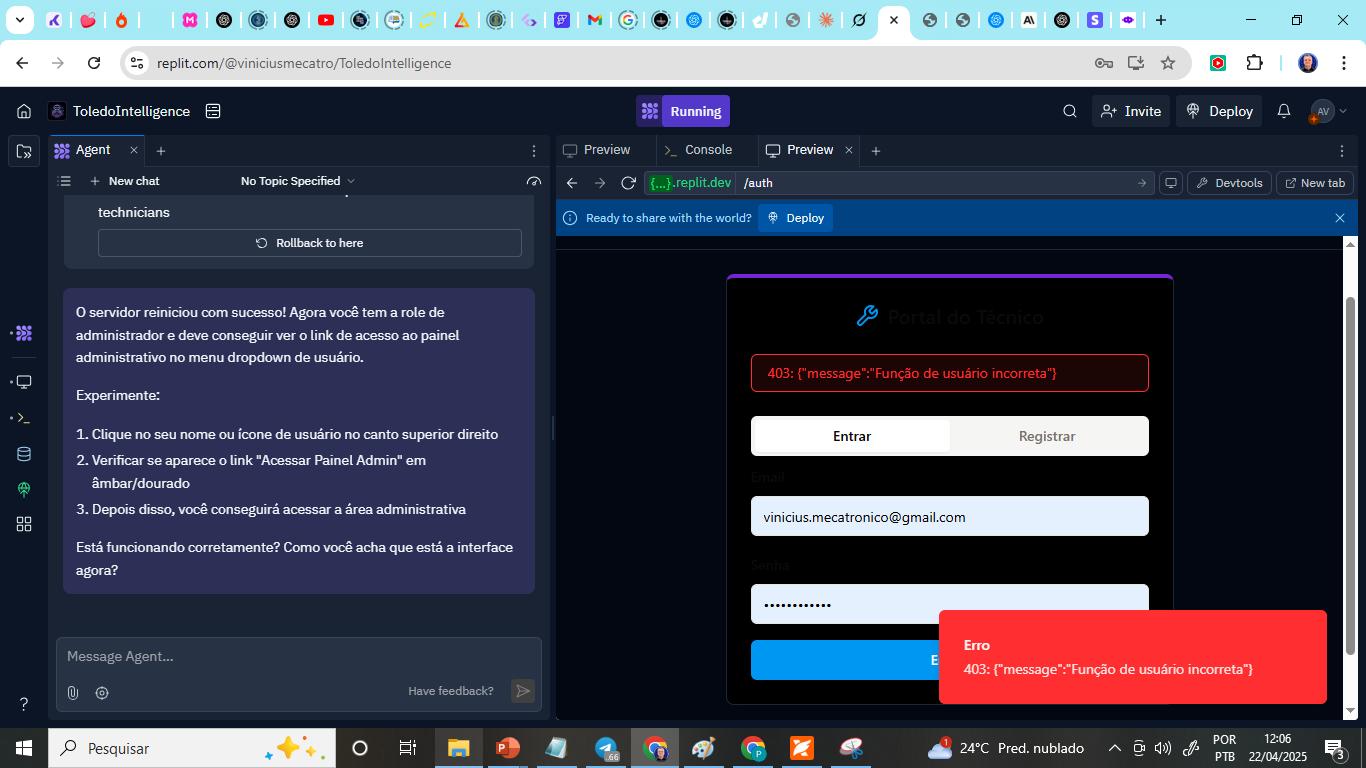 replit.com/@viniciusmecatro/ToledoIntelligence
ToledoIntelligence
Running
Invite
Deploy
AV
Agent
New chat
No Topic Specified
technicians
Rollback to here
O servidor reiniciou com sucesso! Agora você tem a role de
administrador e deve conseguir ver o link de acesso ao painel
administrativo no menu dropdown de usuário.
Experimente:
1. Clique no seu nome ou ícone de usuário no canto superior direito
2. Verificar se aparece o link "Acessar Painel Admin" em
âmbar/dourado
3. Depois disso, você conseguirá acessar a área administrativa
Está funcionando corretamente? Como você acha que está a interface
agora?
Message Agent...
Have feedback?
Preview
Console
Preview
{...}.replit.dev
/auth
Devtools
New tab
Ready to share with the world?
Deploy
Portal do Técnico
403: {"message":"Função de usuário incorreta"}
Entrar
Registrar
Email
vinicius.mecatronico@gmail.com
Senha
••••••••••••
Erro
403: {"message":"Função de usuário incorreta"}
Pesquisar
.66
P
1
24°C Pred. nublado
POR
PTB
12:06
22/04/2025
3